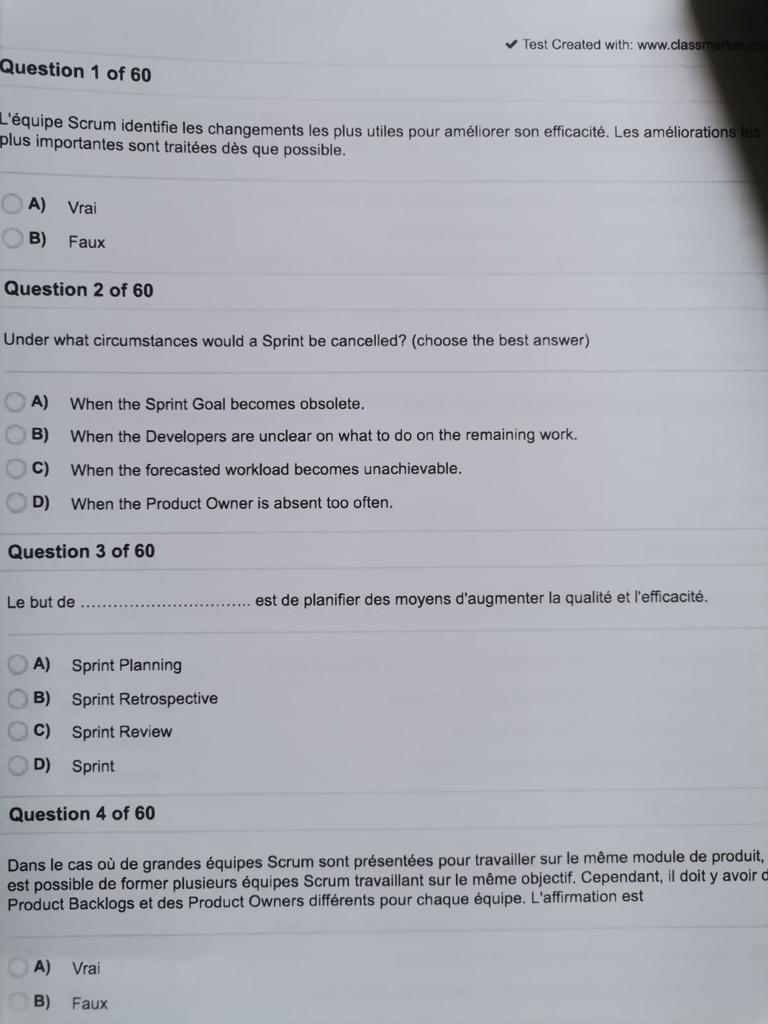 ✔ Test Created with: www.classmarker.com
Question 1 of 60
L'équipe Scrum identifie les changements les plus utiles pour améliorer son efficacité. Les améliorations les
plus importantes sont traitées dès que possible.
A) Vrai
B) Faux
Question 2 of 60
Under what circumstances would a Sprint be cancelled? (choose the best answer)
A) When the Sprint Goal becomes obsolete.
B) When the Developers are unclear on what to do on the remaining work.
C) When the forecasted workload becomes unachievable.
D) When the Product Owner is absent too often.
Question 3 of 60
Le but de ................................ est de planifier des moyens d'augmenter la qualité et l'efficacité.
A) Sprint Planning
B) Sprint Retrospective
C) Sprint Review
D) Sprint
Question 4 of 60
Dans le cas où de grandes équipes Scrum sont présentées pour travailler sur le même module de produit,
est possible de former plusieurs équipes Scrum travaillant sur le même objectif. Cependant, il doit y avoir
Product Backlogs et des Product Owners différents pour chaque équipe. L'affirmation est
A) Vrai
B) Faux